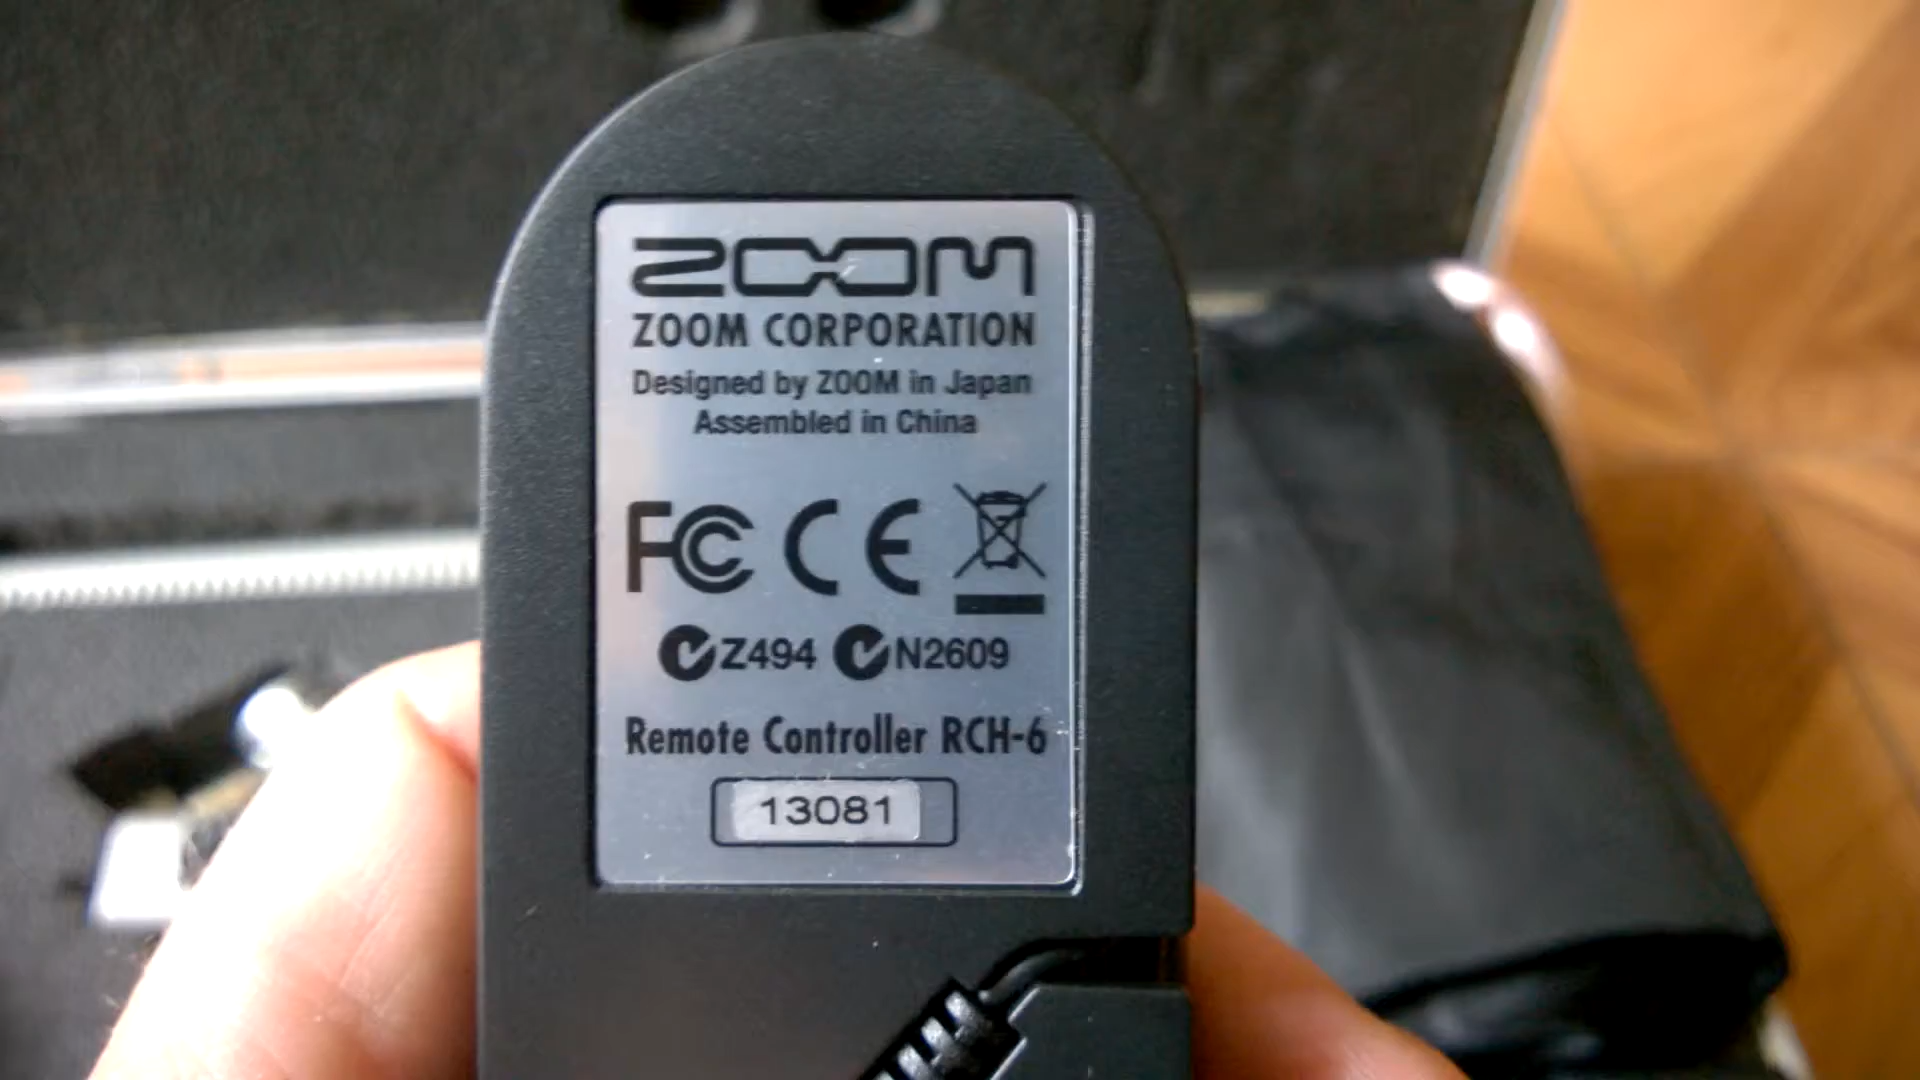 ZOOM
ZOOM CORPORATION
Designed by ZOOM in Japan
Assembled in China
FC CE
Z494 N2609
Remote Controller RCH-6
13081